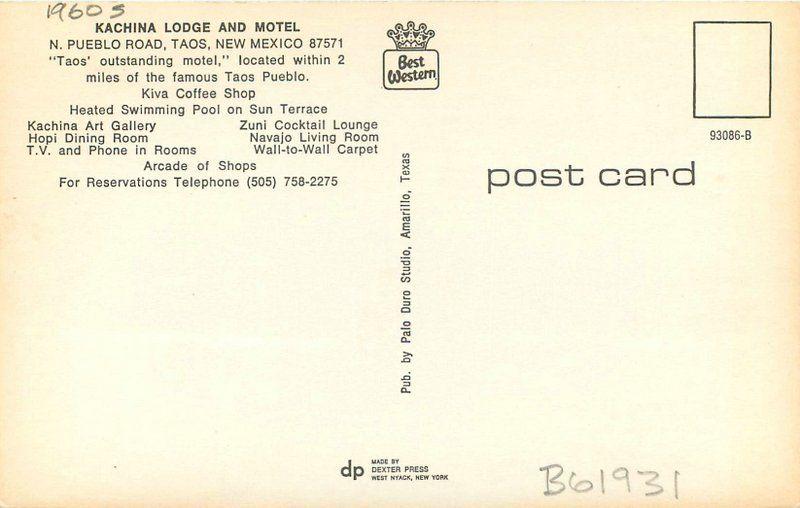 1960s
KACHINA LODGE AND MOTEL
N. PUEBLO ROAD, TAOS, NEW MEXICO 87571
"Taos' outstanding motel," located within 2
miles of the famous Taos Pueblo.
Kiva Coffee Shop
Heated Swimming Pool on Sun Terrace
Kachina Art Gallery Zuni Cocktail Lounge
Hopi Dining Room Navajo Living Room
T.V. and Phone in Rooms Wall-to-Wall Carpet
Arcade of Shops
For Reservations Telephone (505) 758-2275
Best
Western
93086-B
post card
Pub. by Palo Duro Studio, Amarillo, Texas
dp
MADE BY
DEXTER PRESS
WEST NYACK, NEW YORK
B61931